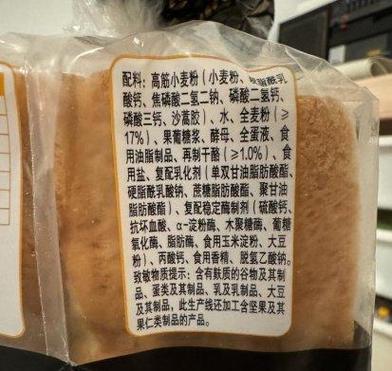 配料：高筋小麦粉（小麦粉、硬脂酰乳
酸钙、焦磷酸二氢二钠、磷酸二氢钙、
磷酸三钙、沙蒿胶）、水、全麦粉（≥
17%）、果葡糖浆、酵母、全蛋液、食
用油脂制品、再制干酪（≥1.0%）、食
用盐、复配乳化剂（单双甘油脂肪酸酯、
硬脂酰乳酸钠、蔗糖脂肪酸酯、聚甘油
脂肪酸酯）、复配稳定酶制剂（硫酸钙、
抗坏血酸、α-淀粉酶、木聚糖酶、葡糖
氧化酶、脂肪酶、食用玉米淀粉、大豆
粉）、丙酸钙、食用香精、脱氢乙酸钠。
致敏物质提示：含有麸质的谷物及其制
品、蛋类及其制品、乳及乳制品、大豆
及其制品，此生产线还加工含坚果及其
果仁类制品的产品。